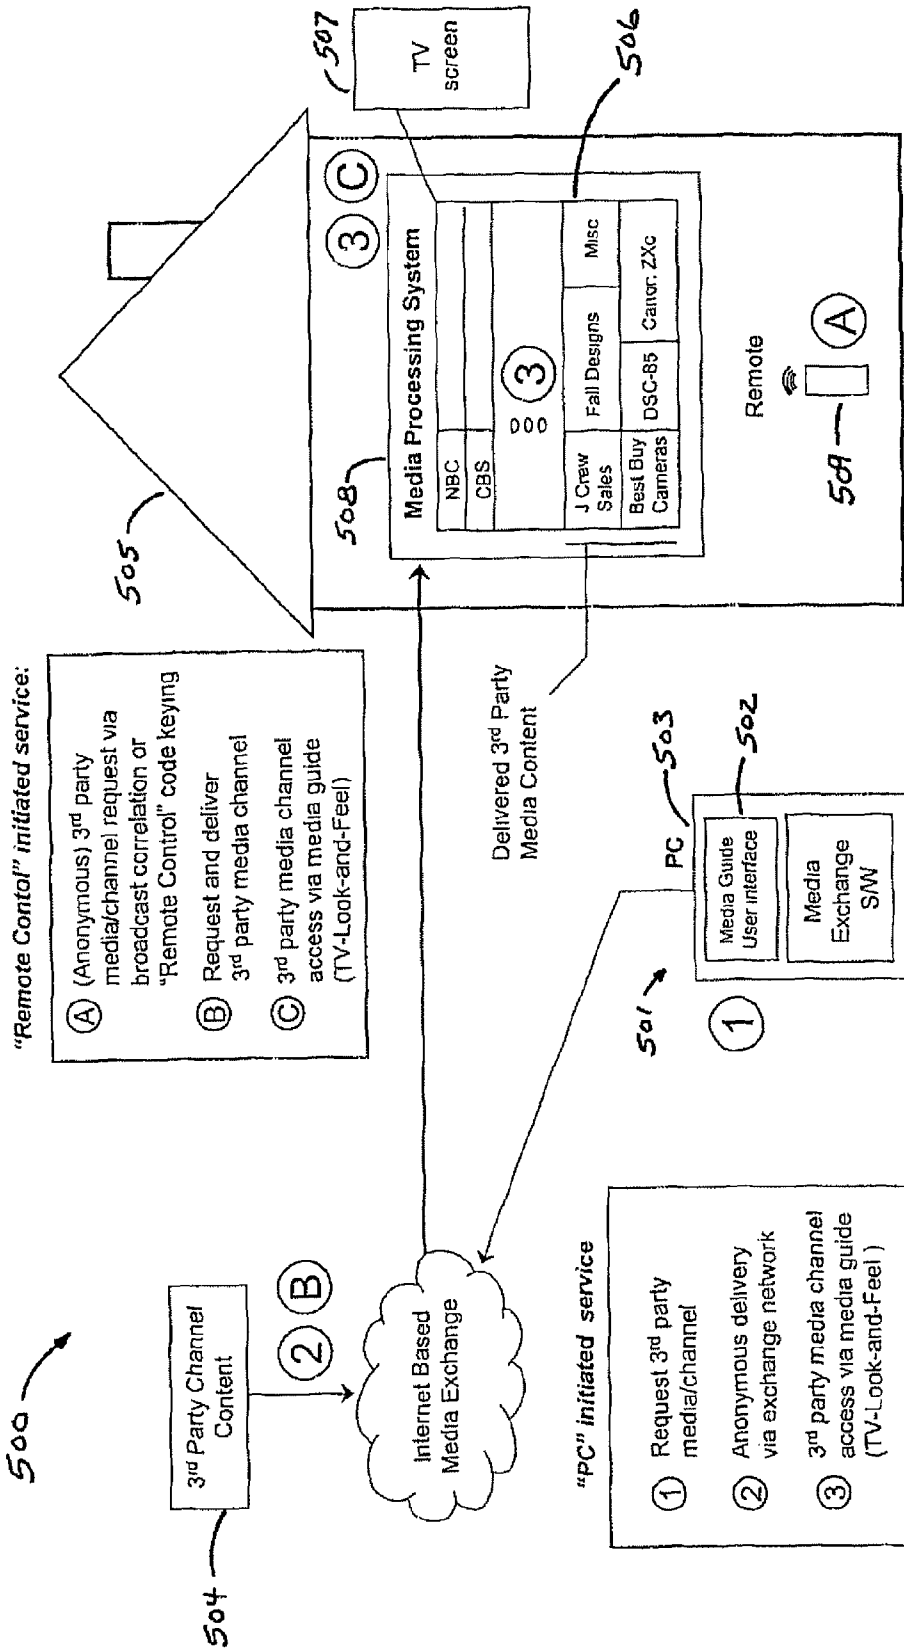 500
504
3rd Party Channel
Content
2 B
Internet Based
Media Exchange
"PC" initiated service
1 Request 3rd party
media/channel
2 Anonymous delivery
via exchange network
3 3rd party media channel
access via media guide
(TV-Look-and-Feel )
"Remote Contol" initiated service:
A (Anonymous) 3rd party
media/channel request via
broadcast correlation or
"Remote Control" code keying
B Request and deliver
3rd party media channel
C 3rd party media channel
access via media guide
(TV-Look-and-Feel)
Delivered 3rd Party
Media Content
501
1
PC
503
Media Guide
User interface
502
Media
Exchange
S/W
505
3 C
507
TV
screen
508
Media Processing System
NBC
CBS
3
J Crew
Sales
Fall Designs
Misc
Best Buy
Cameras
DSC-85
Canon ZXc
506
Remote
509
A